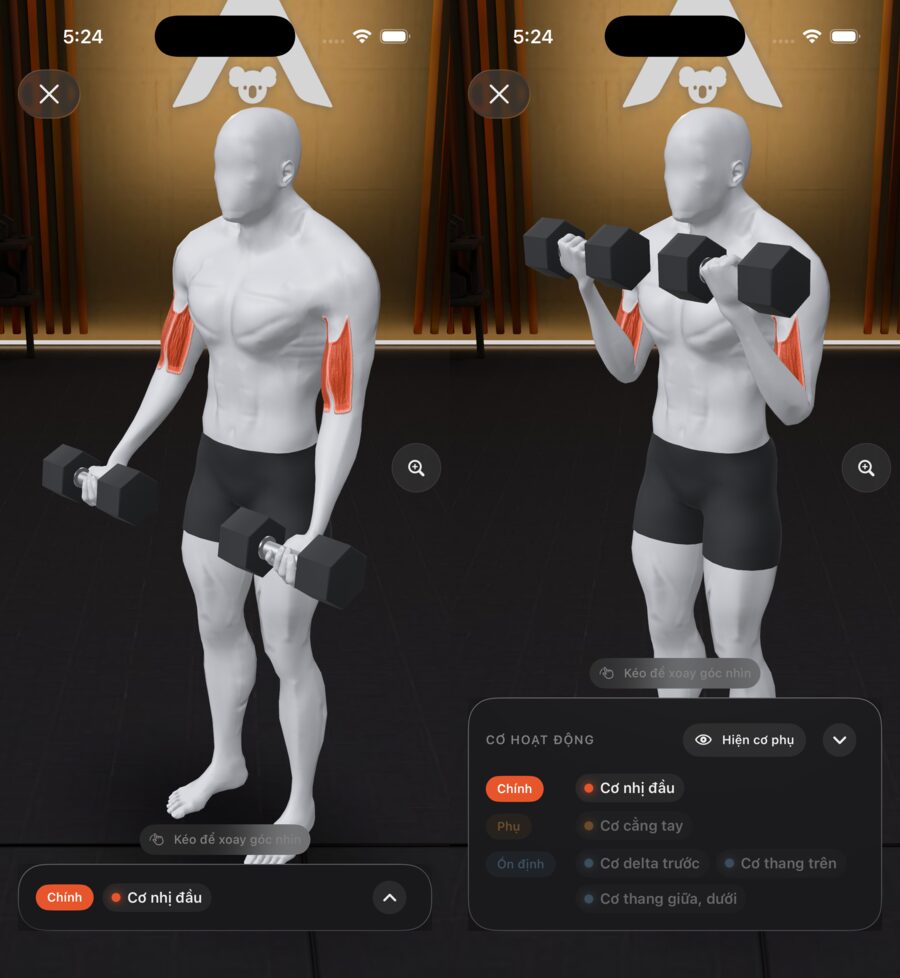 5:24
Kéo để xoay góc nhìn
Chính
Cơ nhị đầu
5:24
Kéo để xoay góc nhìn
CƠ HOẠT ĐỘNG
Hiện cơ phụ
Chính
Cơ nhị đầu
Phụ
Cơ cẳng tay
Ổn định
Cơ delta trước
Cơ thang trên
Cơ thang giữa, dưới